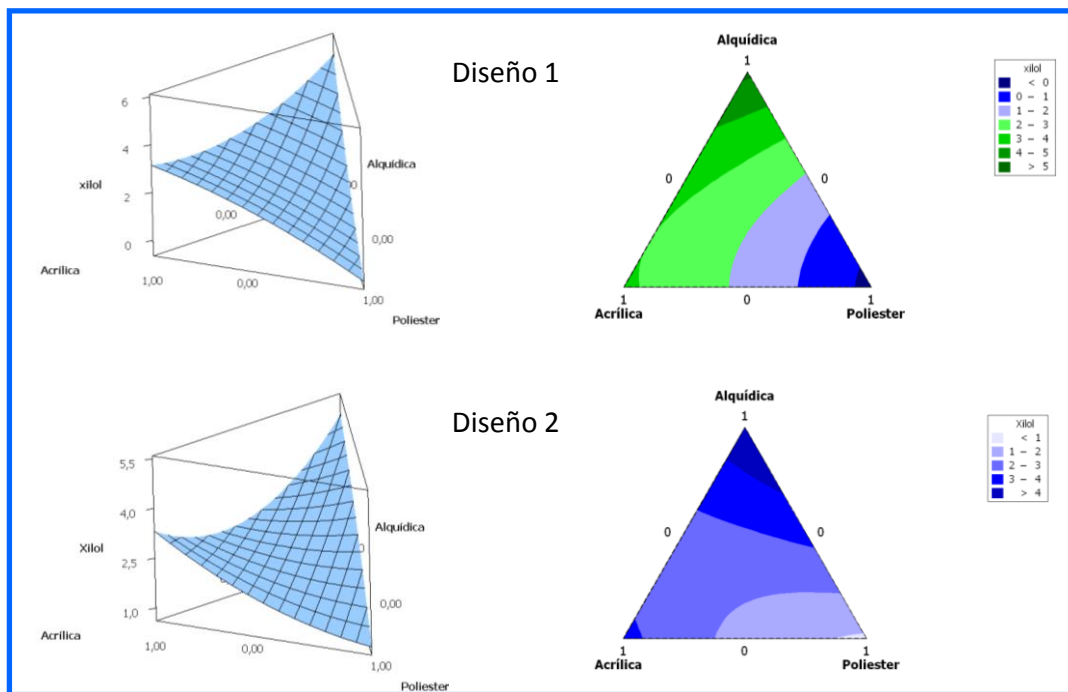 Diseño 1
6
4
xilol
2
0
Acrílica
1,00
0,00
0,00
Alquídica
0,00
1,00
Poliester
Alquídica
1
0
0
1
0
1
Acrílica
Poliester
xilol
< 0
0 – 1
1 – 2
2 – 3
3 – 4
4 – 5
> 5
Diseño 2
5,5
4,0
Xilol
2,5
1,0
Acrílica
1,00
0,00
Alquídica
0,00
1,00
Poliester
Alquídica
1
0
0
1
0
1
Acrílica
Poliester
Xilol
< 1
1 – 2
2 – 3
3 – 4
> 4